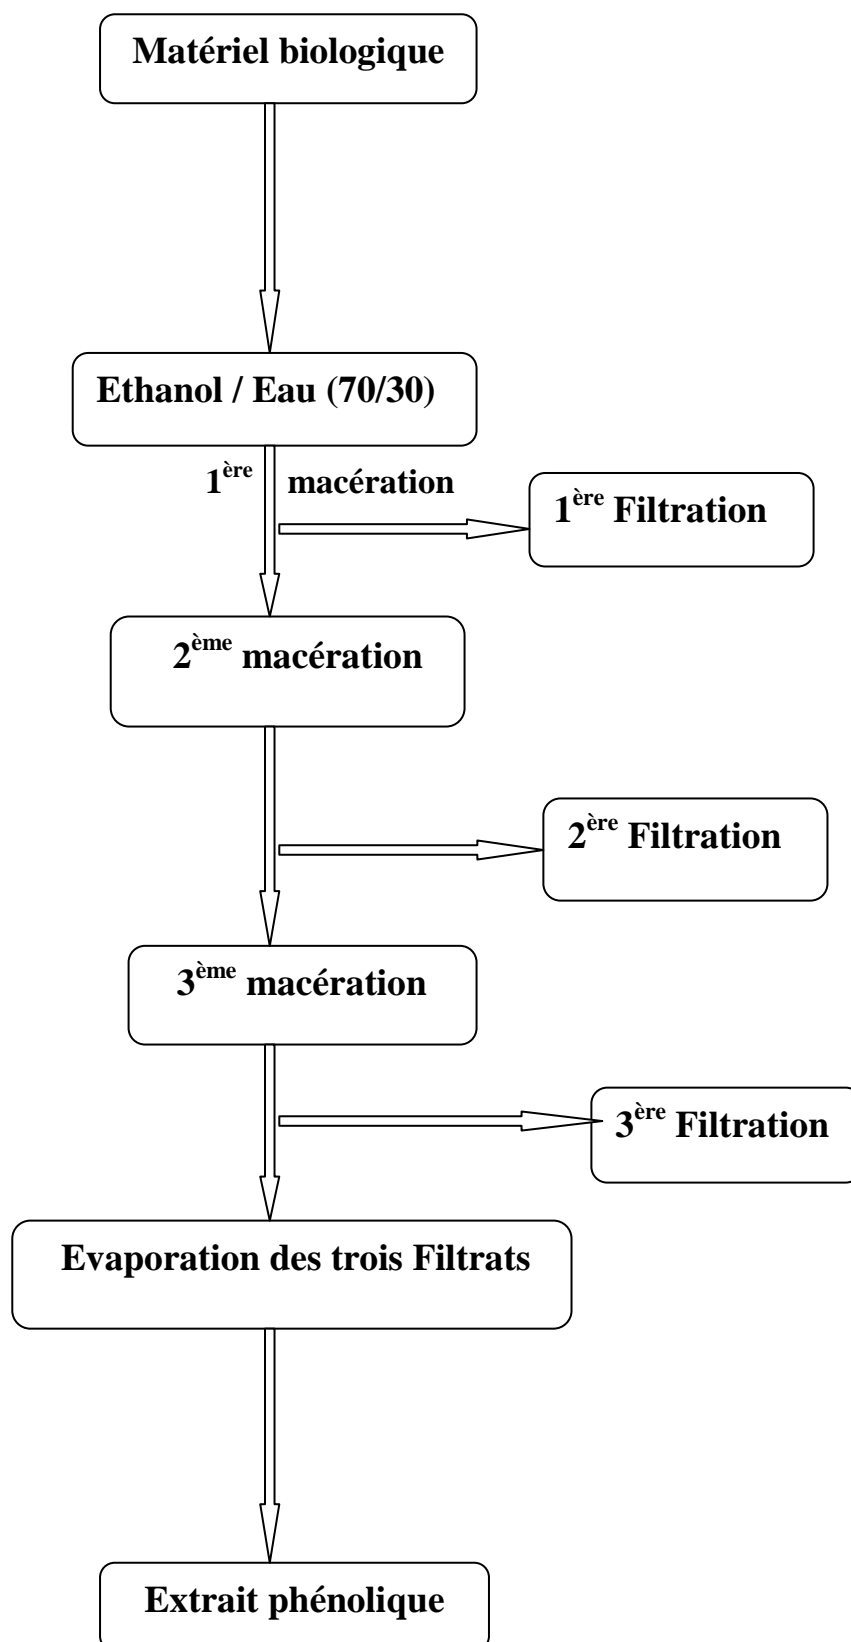 Matériel biologique
Ethanol / Eau (70/30)
1ère macération
1ère Filtration
2ème macération
2ère Filtration
3ème macération
3ère Filtration
Evaporation des trois Filtrats
Extrait phénolique